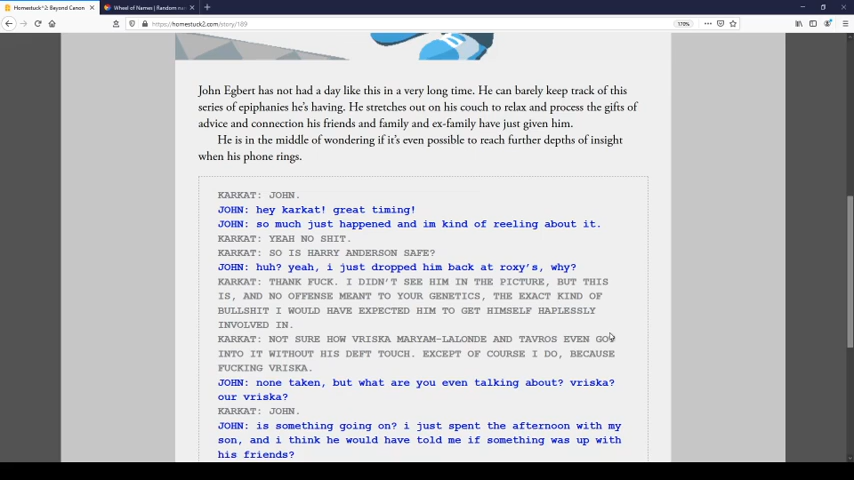 Homestuck^2: Beyond Canon
Wheel of Names | Random nam
https://homestuck2.com/story/189
170%
John Egbert has not had a day like this in a very long time. He can barely keep track of this
series of epiphanies he's having. He stretches out on his couch to relax and process the gifts of
advice and connection his friends and family and ex-family have just given him.
He is in the middle of wondering if it's even possible to reach further depths of insight
when his phone rings.
KARKAT: JOHN.
JOHN: hey karkat! great timing!
JOHN: so much just happened and im kind of reeling about it.
KARKAT: YEAH NO SHIT.
KARKAT: SO IS HARRY ANDERSON SAFE?
JOHN: huh? yeah, i just dropped him back at roxy's, why?
KARKAT: THANK FUCK. I DIDN'T SEE HIM IN THE PICTURE, BUT THIS
IS, AND NO OFFENSE MEANT TO YOUR GENETICS, THE EXACT KIND OF
BULLSHIT I WOULD HAVE EXPECTED HIM TO GET HIMSELF HAPLESSLY
INVOLVED IN.
KARKAT: NOT SURE HOW VRISKA MARYAM-LALONDE AND TAVROS EVEN GOT
INTO IT WITHOUT HIS DEFT TOUCH. EXCEPT OF COURSE I DO, BECAUSE
FUCKING VRISKA.
JOHN: none taken, but what are you even talking about? vriska?
our vriska?
KARKAT: JOHN.
JOHN: is something going on? i just spent the afternoon with my
son, and i think he would have told me if something was up with
his friends?